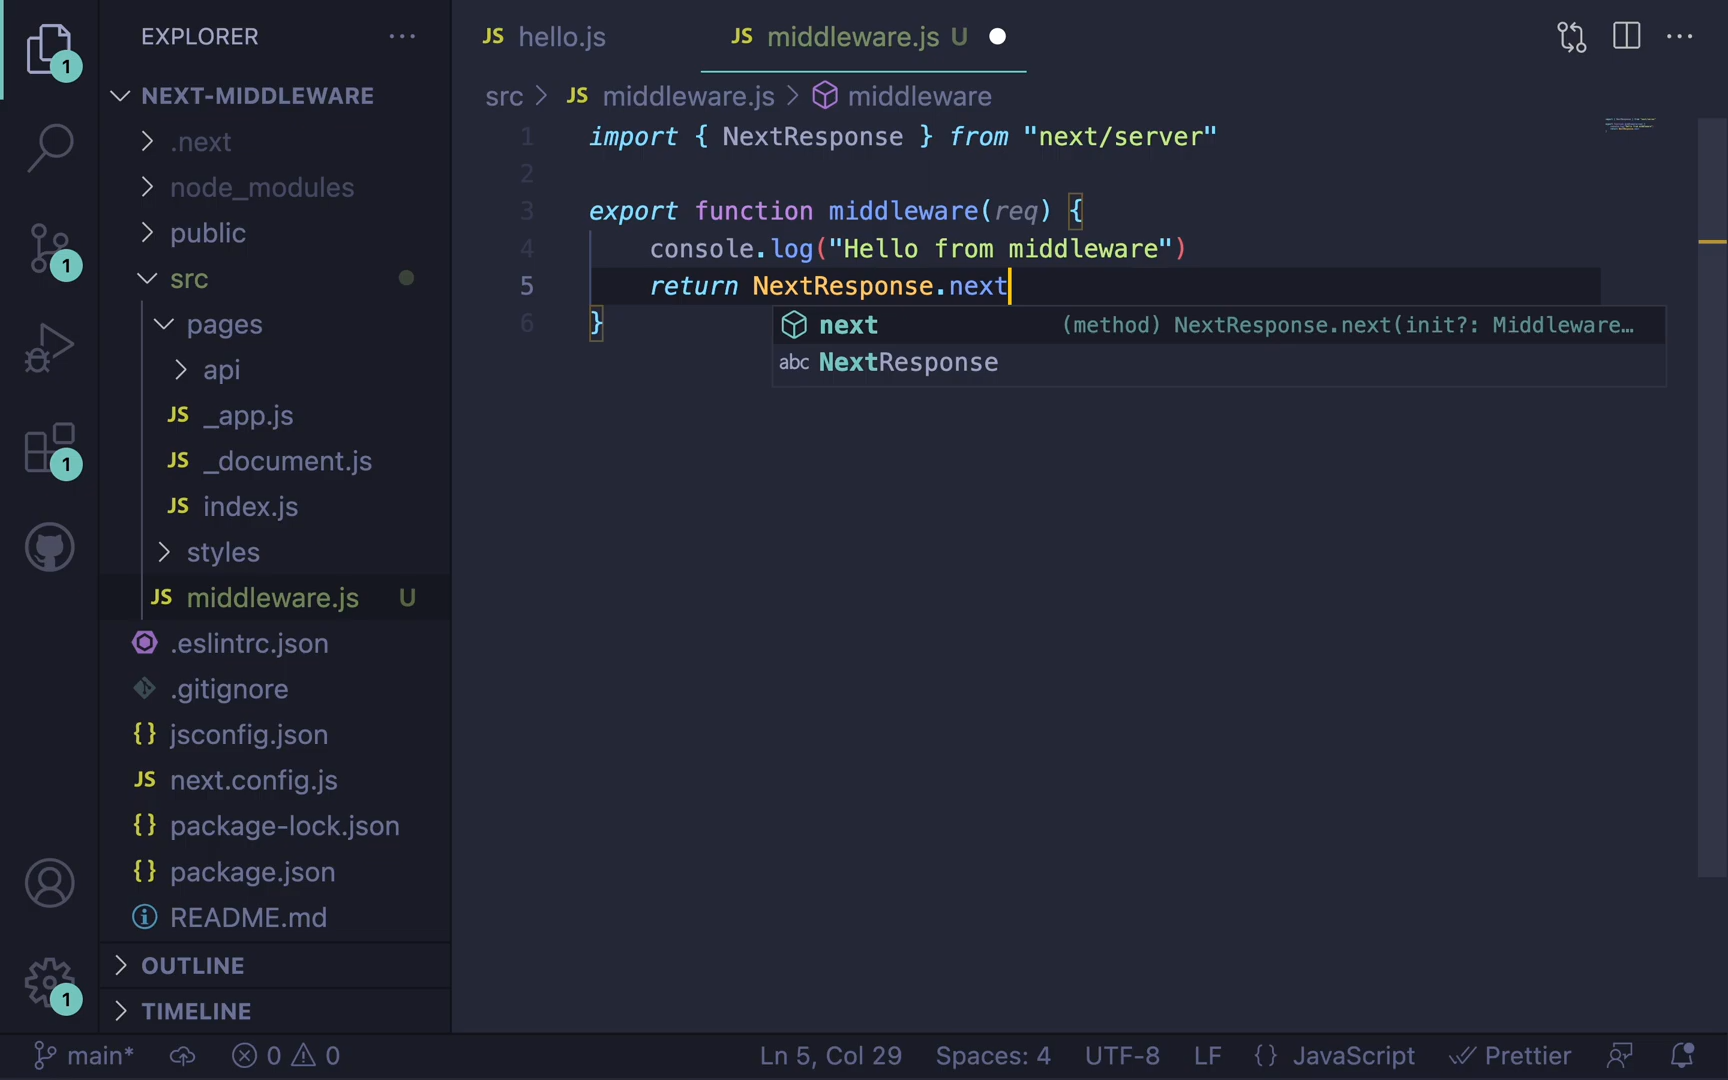 EXPLORER
NEXT-MIDDLEWARE
.next
node_modules
public
src
pages
api
JS _app.js
JS _document.js
JS index.js
styles
JS middleware.js U
.eslintrc.json
.gitignore
{} jsconfig.json
JS next.config.js
{} package-lock.json
{} package.json
README.md
OUTLINE
TIMELINE
1
1
1
1
JS hello.js
JS middleware.js U
src > JS middleware.js > middleware
1 import { NextResponse } from "next/server"
2
3 export function middleware(req) {
4 console.log("Hello from middleware")
5 return NextResponse.next
6 }
next (method) NextResponse.next(init?: Middleware…
abc NextResponse
main* 0 0 Ln 5, Col 29 Spaces: 4 UTF-8 LF {} JavaScript Prettier